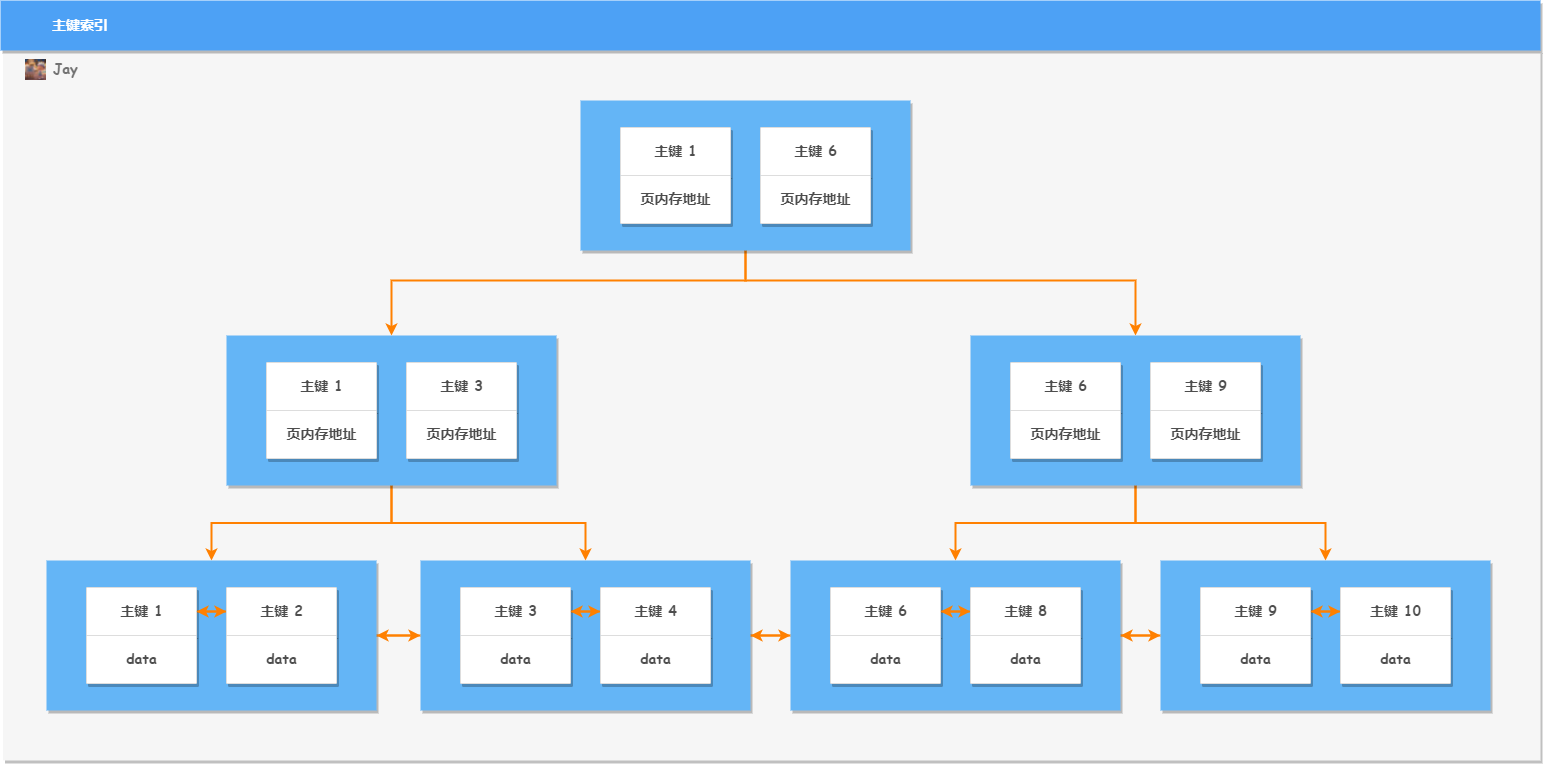 主键索引
Jay
主键 1 主键 6
页内存地址 页内存地址
主键 1 主键 3 主键 6 主键 9
页内存地址 页内存地址 页内存地址 页内存地址
主键 1 主键 2 主键 3 主键 4 主键 6 主键 8 主键 9 主键 10
data data data data data data data data